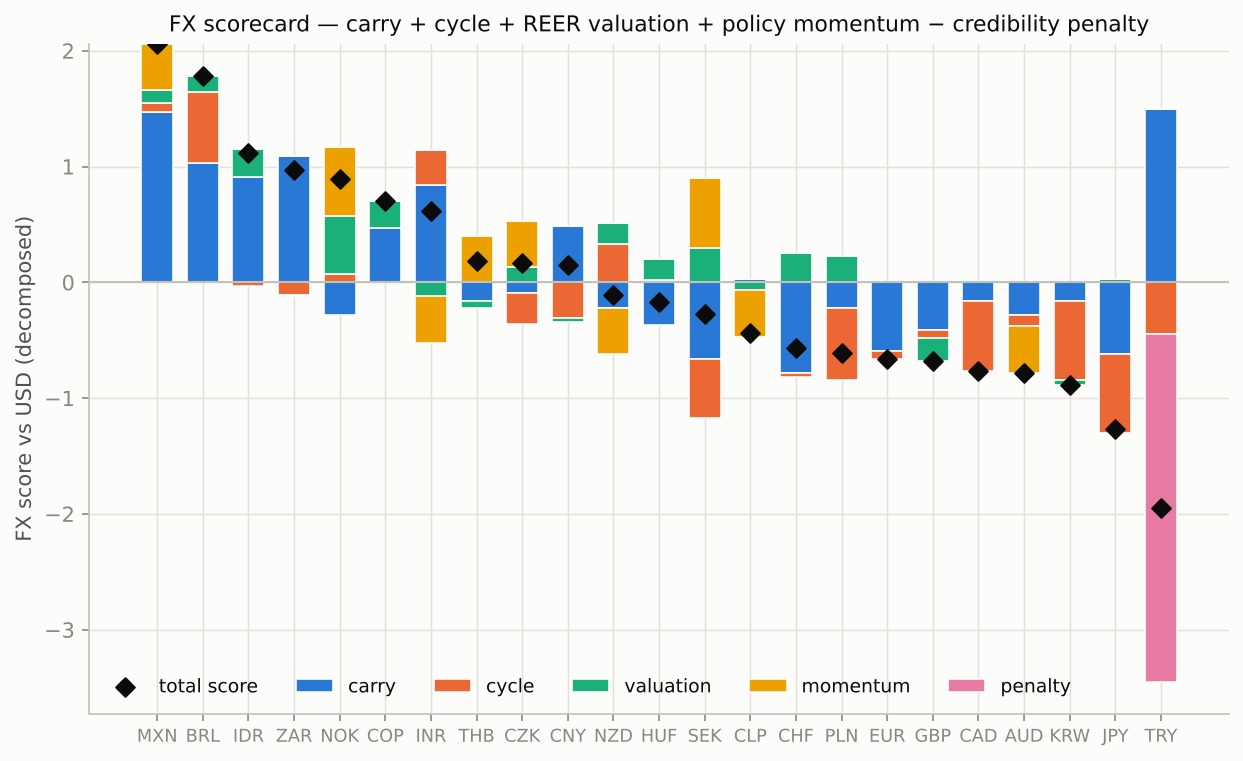 FX scorecard — carry + cycle + REER valuation + policy momentum − credibility penalty
FX score vs USD (decomposed)
2
1
0
−1
−2
−3
total score carry cycle valuation momentum penalty
MXN BRL IDR ZAR NOK COP INR THB CZK CNY NZD HUF SEK CLP CHF PLN EUR GBP CAD AUD KRW JPY TRY